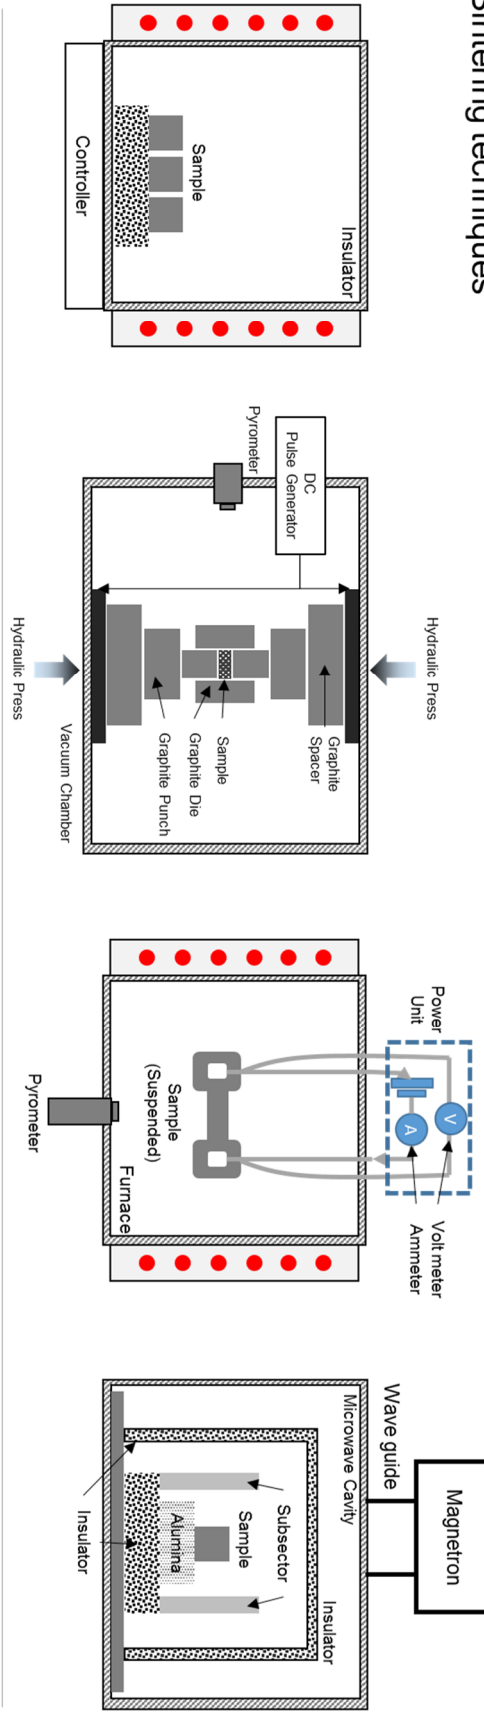 Sintering techniques
Insulator
Sample
Controller
DC
Pulse Generator
Pyrometer
Hydraulic Press
Graphite
Spacer
Sample
Graphite Die
Graphite Punch
Vacuum Chamber
Hydraulic Press
Power
Unit
V
A
Volt meter
Ammeter
Sample
(Suspended)
Furnace
Pyrometer
Magnetron
Wave guide
Microwave Cavity
Insulator
Subsector
Sample
Alumina
Insulator